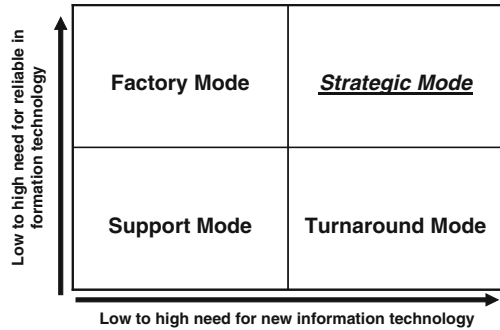 Low to high need for reliable in
formation technology
Factory Mode
Strategic Mode
Support Mode
Turnaround Mode
Low to high need for new information technology